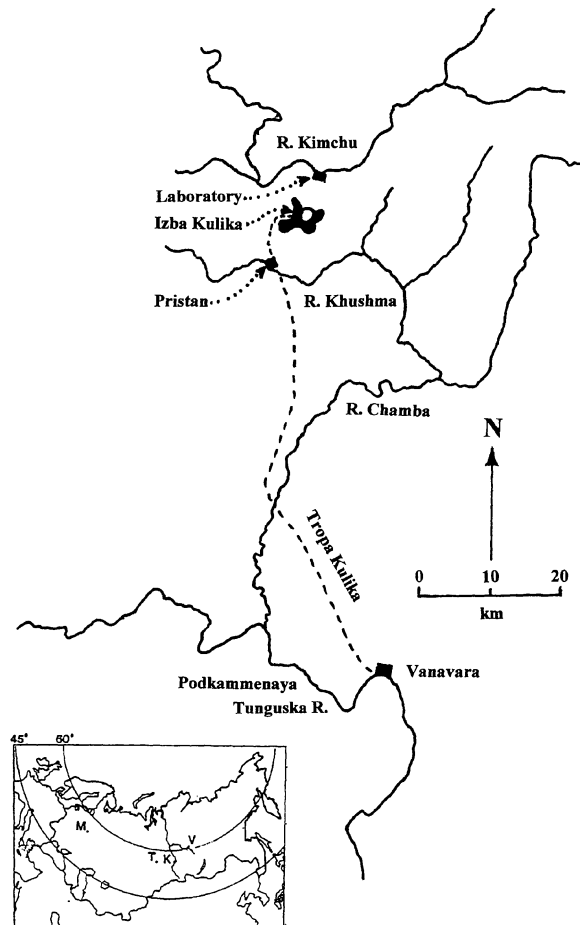 R. Kimchu
Laboratory
Izba Kulika
Pristan
R. Khushma
R. Chamba
N
Tropa Kulika
0 10 20
km
Vanavara
Podkammenaya
Tunguska R.
45° 60°
M.
V
T. K